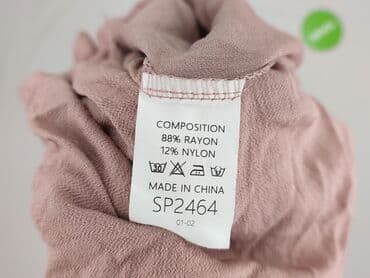 COMPOSITION
88% RAYON
12% NYLON
MADE IN CHINA
SP2464
01-02